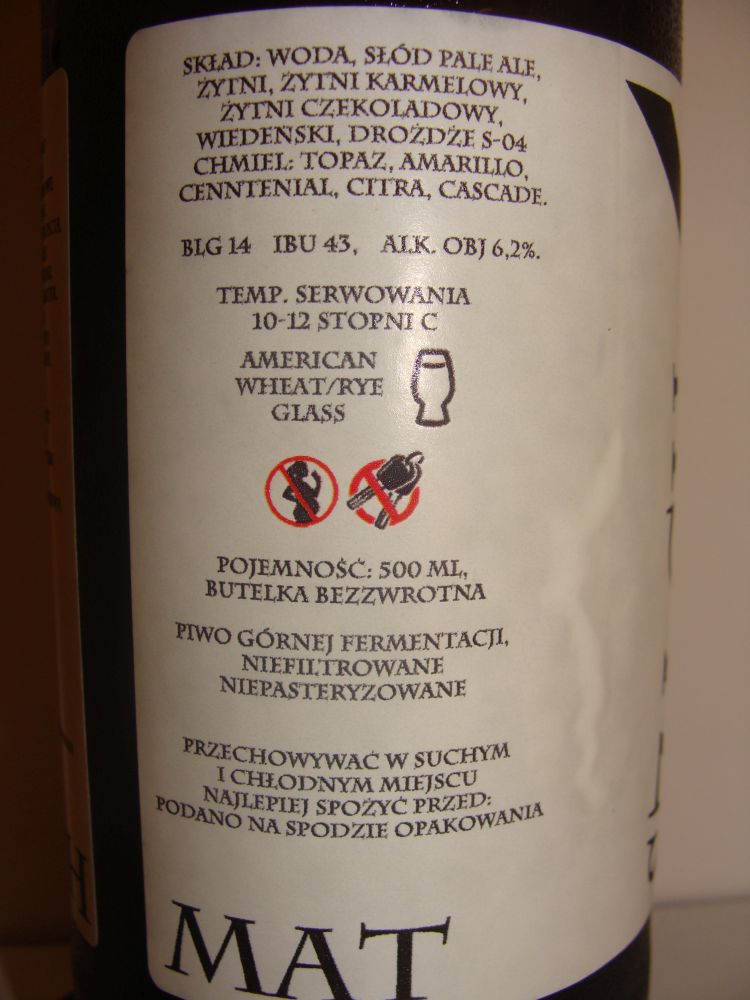 SKŁAD: WODA, SŁÓD PALE ALE,
ŻYTNI, ŻYTNI KARMELOWY,
ŻYTNI CZEKOLADOWY,
WIEDEŃSKI, DROŻDŻE S-04
CHMIEL: TOPAZ, AMARILLO,
CENNTENIAL, CITRA, CASCADE.
BLG 14 IBU 43, ALK. OBJ 6,2%.
TEMP. SERWOWANIA
10-12 STOPNI C
AMERICAN
WHEAT/RYE
GLASS
POJEMNOŚĆ: 500 ML,
BUTELKA BEZZWROTNA
PIWO GÓRNEJ FERMENTACJI,
NIEFILTROWANE
NIEPASTERYZOWANE
PRZECHOWYWAĆ W SUCHYM
I CHŁODNYM MIEJSCU
NAJLEPIEJ SPOŻYĆ PRZED:
PODANO NA SPODZIE OPAKOWANIA
MAT